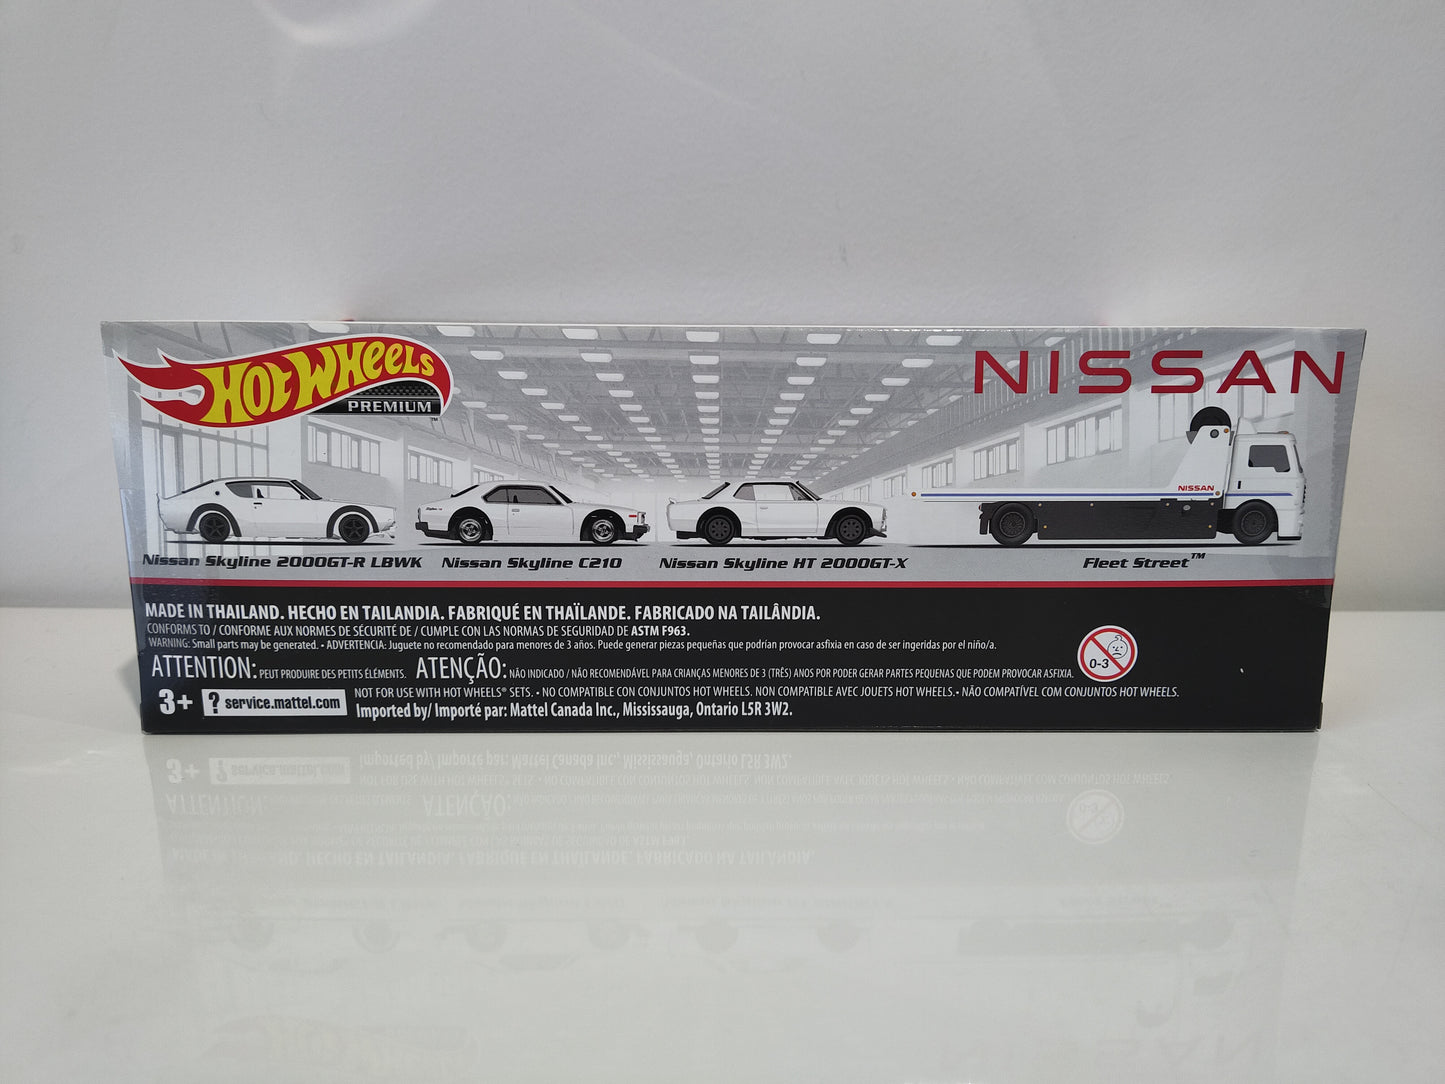 HOT WHEELS
PREMIUM™
NISSAN
NISSAN
Nissan Skyline 2000GT-R LBWK
Nissan Skyline C210
Nissan Skyline HT 2000GT-X
Fleet Street™
MADE IN THAILAND. HECHO EN TAILANDIA. FABRIQUÉ EN THAÏLANDE. FABRICADO NA TAILÂNDIA.
CONFORMS TO / CONFORME AUX NORMES DE SÉCURITÉ DE / CUMPLE CON LAS NORMAS DE SEGURIDAD DE ASTM F963.
WARNING: Small parts may be generated. • ADVERTENCIA: Juguete no recomendado para menores de 3 años. Puede generar piezas pequeñas que podrían provocar asfixia en caso de ser ingeridas por el niño/a.
ATTENTION: PEUT PRODUIRE DES PETITS ÉLÉMENTS. ATENÇÃO: NÃO INDICADO / NÃO RECOMENDÁVEL PARA CRIANÇAS MENORES DE 3 (TRÊS) ANOS POR PODER GERAR PARTES PEQUENAS QUE PODEM PROVOCAR ASFIXIA.
0-3
3+ ? service.mattel.com
NOT FOR USE WITH HOT WHEELS® SETS. • NO COMPATIBLE CON CONJUNTOS HOT WHEELS. NON COMPATIBLE AVEC JOUETS HOT WHEELS. • NÃO COMPATÍVEL COM CONJUNTOS HOT WHEELS.
Imported by/ Importé par: Mattel Canada Inc., Mississauga, Ontario L5R 3W2.